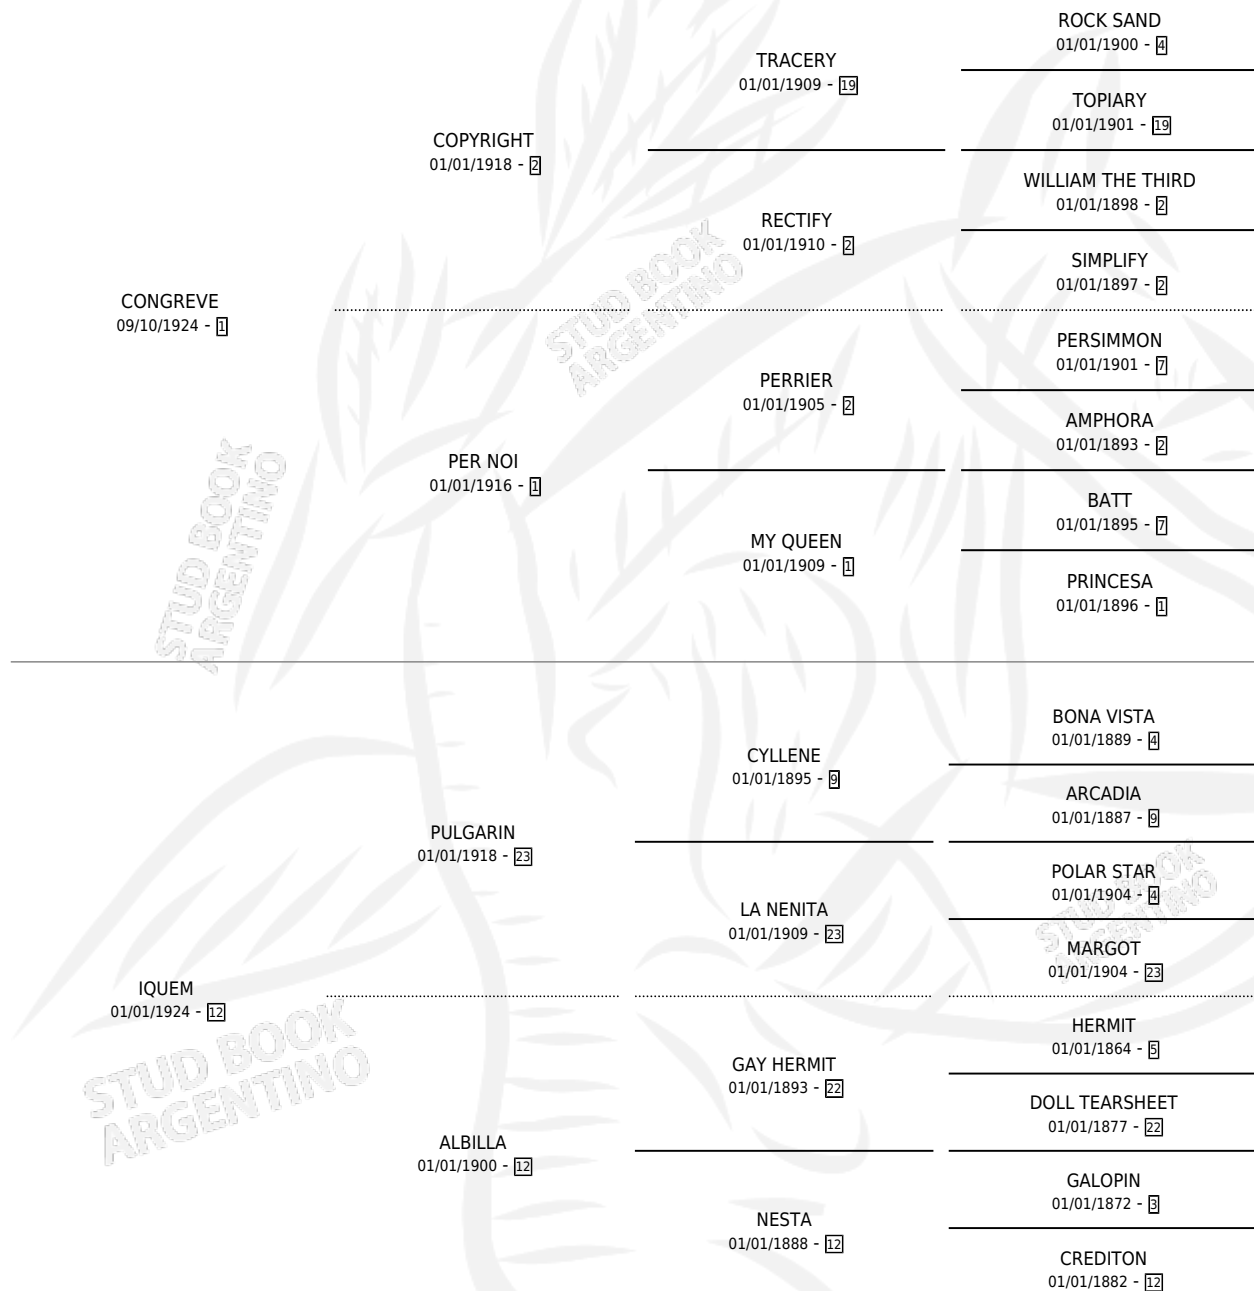 ROCK SAND
01/01/1900 - 4
TRACERY
01/01/1909 - 19
TOPIARY
01/01/1901 - 19
COPYRIGHT
01/01/1918 - 2
WILLIAM THE THIRD
01/01/1898 - 2
RECTIFY
01/01/1910 - 2
SIMPLIFY
01/01/1897 - 2
CONGREVE
09/10/1924 - 1
STUD BOOK
ARGENTINO
PERSIMMON
01/01/1901 - 7
PERRIER
01/01/1905 - 2
AMPHORA
01/01/1893 - 2
PER NOI
01/01/1916 - 1
BATT
01/01/1895 - 7
MY QUEEN
01/01/1909 - 1
PRINCESA
01/01/1896 - 1
STUD BOOK
ARGENTINO
BONA VISTA
01/01/1889 - 4
CYLLENE
01/01/1895 - 9
ARCADIA
01/01/1887 - 9
PULGARIN
01/01/1918 - 23
POLAR STAR
01/01/1904 - 4
LA NENITA
01/01/1909 - 23
STUD BOOK
ARGENTINO
MARGOT
01/01/1904 - 23
IQUEM
01/01/1924 - 12
HERMIT
01/01/1864 - 5
GAY HERMIT
01/01/1893 - 22
DOLL TEARSHEET
01/01/1877 - 22
STUD BOOK
ARGENTINO
ALBILLA
01/01/1900 - 12
GALOPIN
01/01/1872 - 3
NESTA
01/01/1888 - 12
CREDITON
01/01/1882 - 12